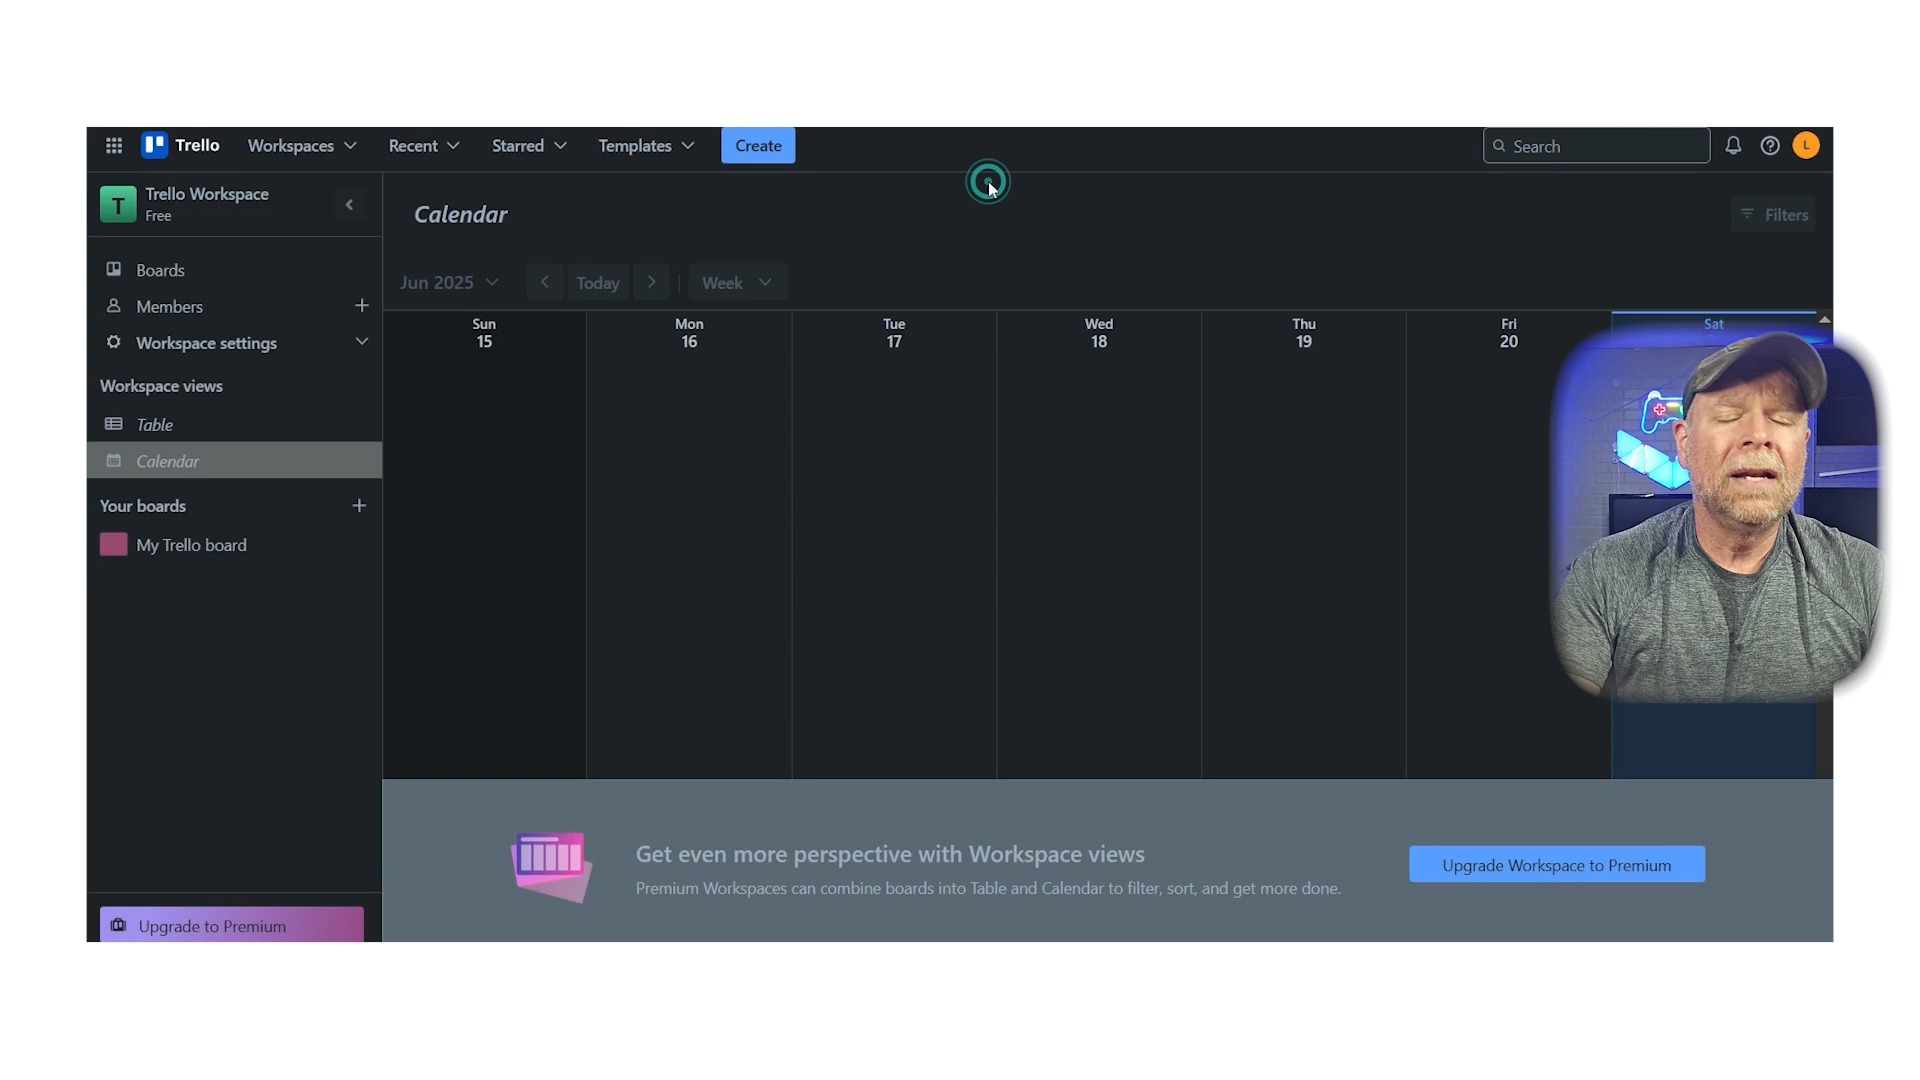 Trello Workspaces Recent Starred Templates Create Search L
T Trello Workspace
Free
Calendar
Filters
Boards
Members
Workspace settings
Workspace views
Table
Calendar
Your boards
My Trello board
Upgrade to Premium
Jun 2025 Today Week
Sun Mon Tue Wed Thu Fri Sat
15 16 17 18 19 20
Get even more perspective with Workspace views
Premium Workspaces can combine boards into Table and Calendar to filter, sort, and get more done.
Upgrade Workspace to Premium